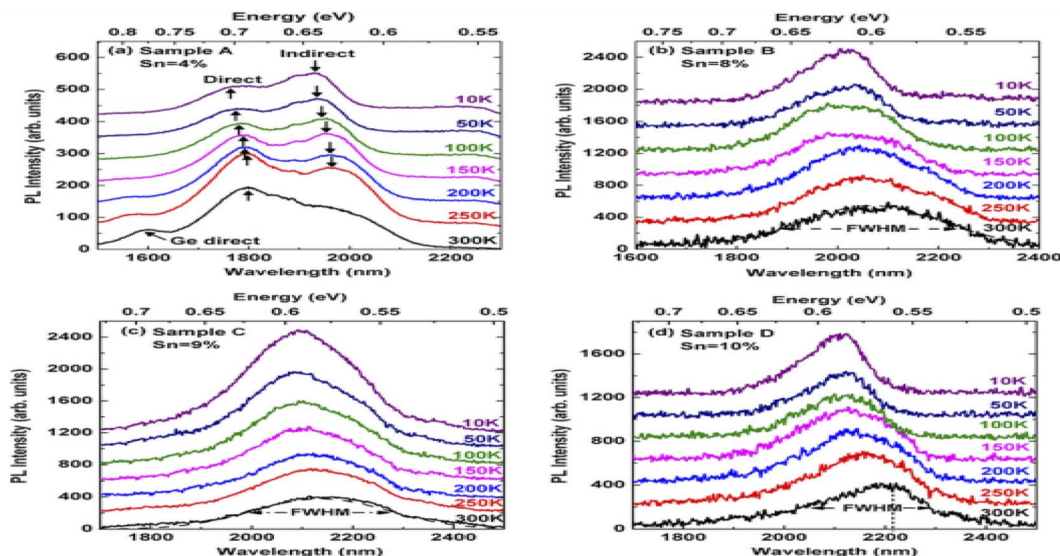 Energy (eV)
0.8 0.75 0.7 0.65 0.6 0.55
(a) Sample A
Sn=4%
Indirect
Direct
PL Intensity (arb. units)
600
500
400
300
200
100
0
10K
50K
100K
150K
200K
250K
300K
Ge direct
1600 1800 2000 2200
Wavelength (nm)
Energy (eV)
0.75 0.7 0.65 0.6 0.55
(b) Sample B
Sn=8%
PL Intensity (arb. units)
2400
1800
1200
600
0
10K
50K
100K
150K
200K
250K
300K
FWHM
1600 1800 2000 2200 2400
Wavelength (nm)
Energy (eV)
0.7 0.65 0.6 0.55 0.5
(c) Sample C
Sn=9%
PL Intensity (arb. units)
2400
2000
1600
1200
800
400
0
10K
50K
100K
150K
200K
250K
300K
FWHM
1800 2000 2200 2400
Wavelength (nm)
Energy (eV)
0.7 0.65 0.6 0.55 0.5
(d) Sample D
Sn=10%
PL Intensity (arb. units)
1600
1200
800
400
0
10K
50K
100K
150K
200K
250K
300K
FWHM
1800 2000 2200 2400
Wavelength (nm)